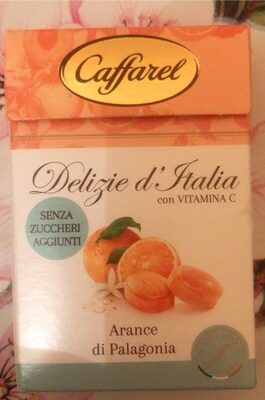 Caffarel
Delizie d'Italia
con VITAMINA C
SENZA
ZUCCHERI
AGGIUNTI
Arance
di Palagonia